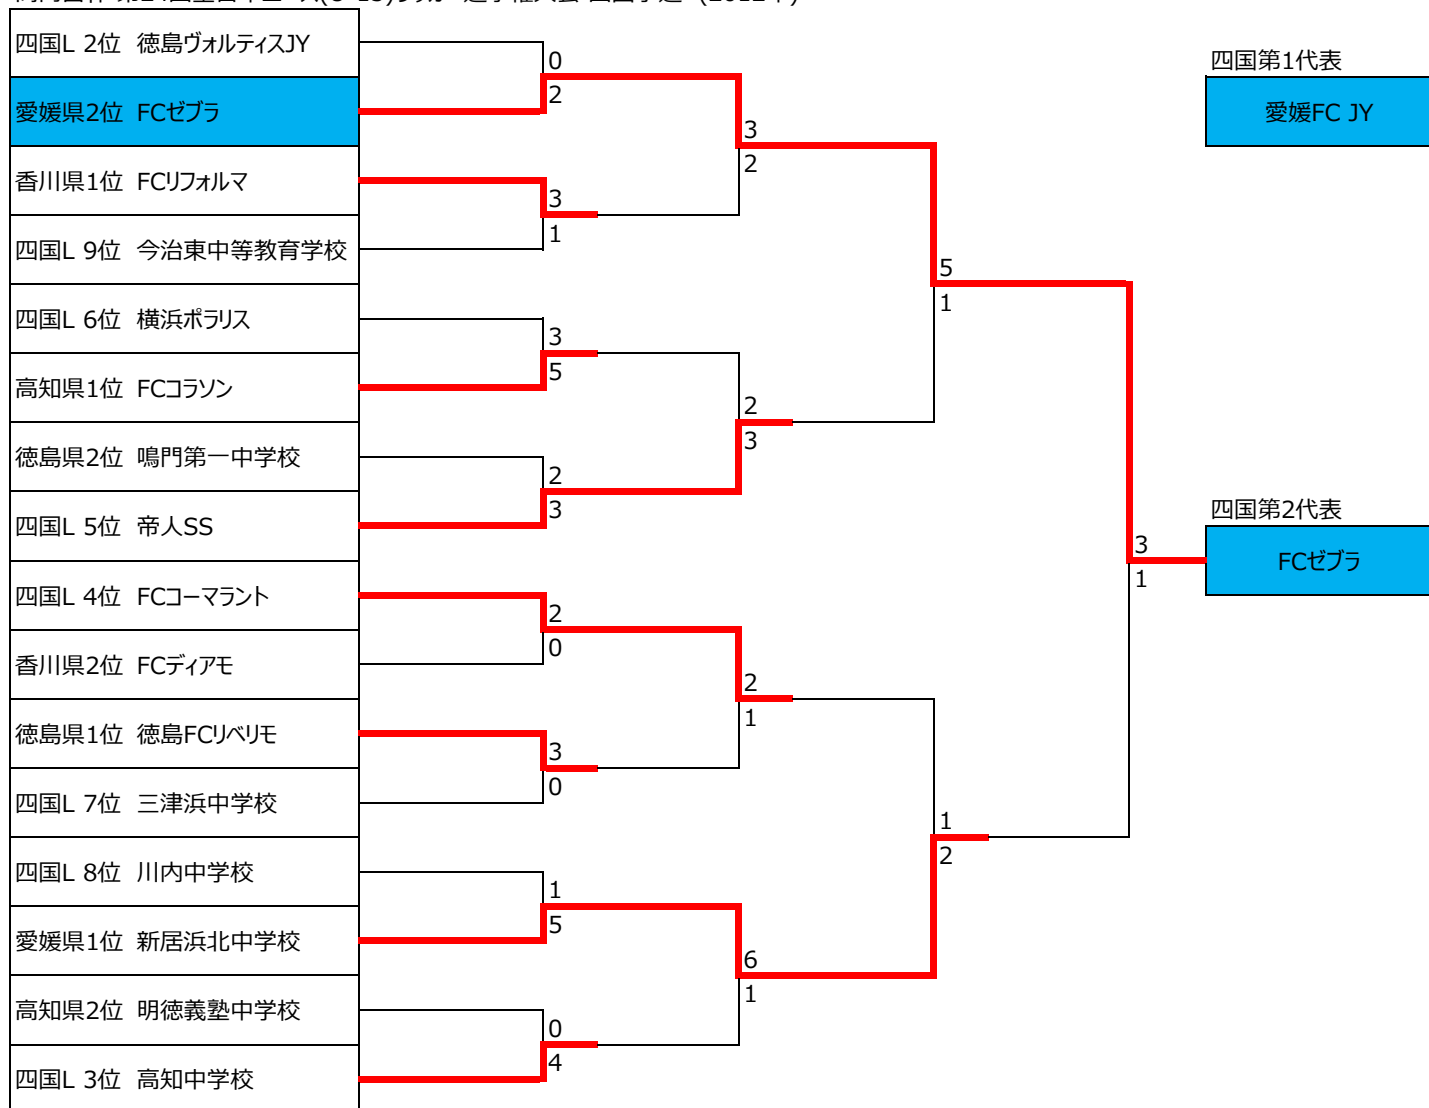 四国L 2位 徳島ヴォルティスJY
0
四国第1代表
愛媛県2位 FCゼブラ
2
愛媛FC JY
3
香川県1位 FCリフォルマ
2
3
四国L 9位 今治東中等教育学校
1
5
四国L 6位 横浜ポラリス
1
3
高知県1位 FCコラソン
5
2
徳島県2位 鳴門第一中学校
3
2
四国L 5位 帝人SS
3
四国第2代表
3
FCゼブラ
1
四国L 4位 FCコーマラント
2
香川県2位 FCディアモ
0
2
徳島県1位 徳島FCリベリモ
1
3
四国L 7位 三津浜中学校
0
1
四国L 8位 川内中学校
2
1
愛媛県1位 新居浜北中学校
5
6
高知県2位 明徳義塾中学校
1
0
四国L 3位 高知中学校
4